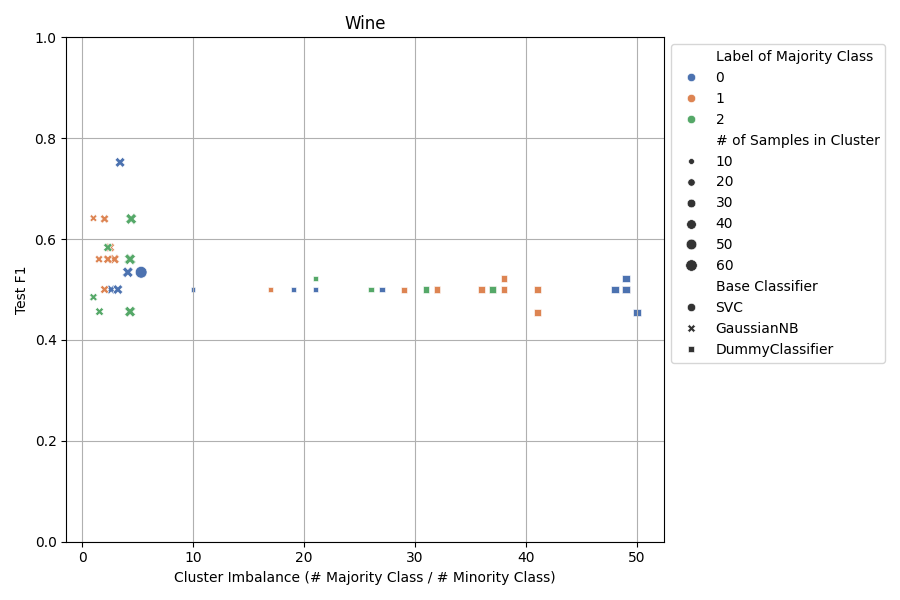 Wine
Test F1
1.0
0.8
0.6
0.4
0.2
0.0
0 10 20 30 40 50
Cluster Imbalance (# Majority Class / # Minority Class)
Label of Majority Class
0
1
2
# of Samples in Cluster
10
20
30
40
50
60
Base Classifier
SVC
GaussianNB
DummyClassifier